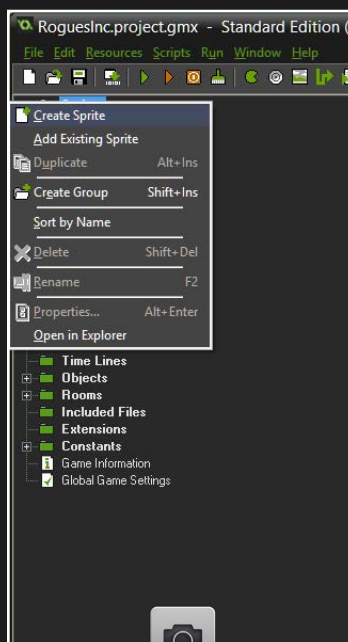 RoguesInc.project.gmx - Standard Edition (
File Edit Resources Scripts Run Window Help
Create Sprite
Add Existing Sprite
Duplicate Alt+Ins
Create Group Shift+Ins
Sort by Name
Delete Shift+Del
Rename F2
Properties... Alt+Enter
Open in Explorer
Time Lines
Objects
Rooms
Included Files
Extensions
Constants
Game Information
Global Game Settings